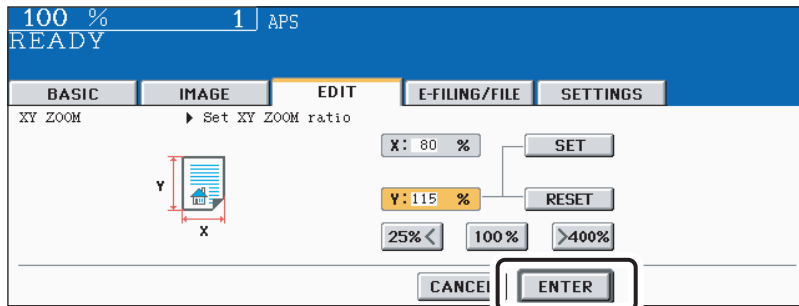 100 % 1 APS
READY
BASIC IMAGE EDIT E-FILING/FILE SETTINGS
XY ZOOM ▶ Set XY ZOOM ratio
X: 80 % SET
Y
Y: 115 % RESET
X
25%< 100% >400%
CANCEL ENTER